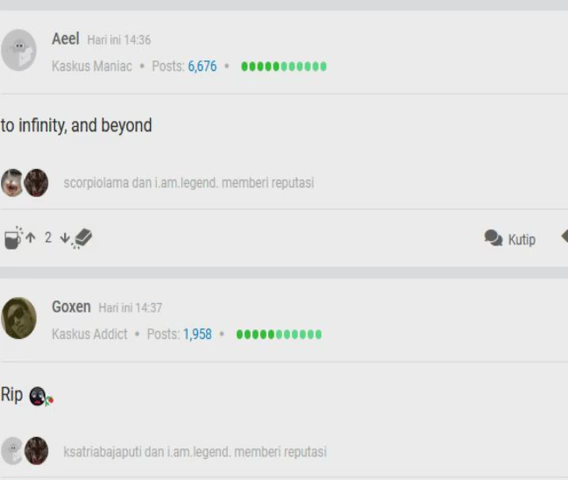 Aeel Hari ini 14:36
Kaskus Maniac • Posts: 6,676 •
to infinity, and beyond
scorpiolama dan i.am.legend. memberi reputasi
2
Kutip
Goxen Hari ini 14:37
Kaskus Addict • Posts: 1,958 •
Rip
ksatriabajaputi dan i.am.legend. memberi reputasi